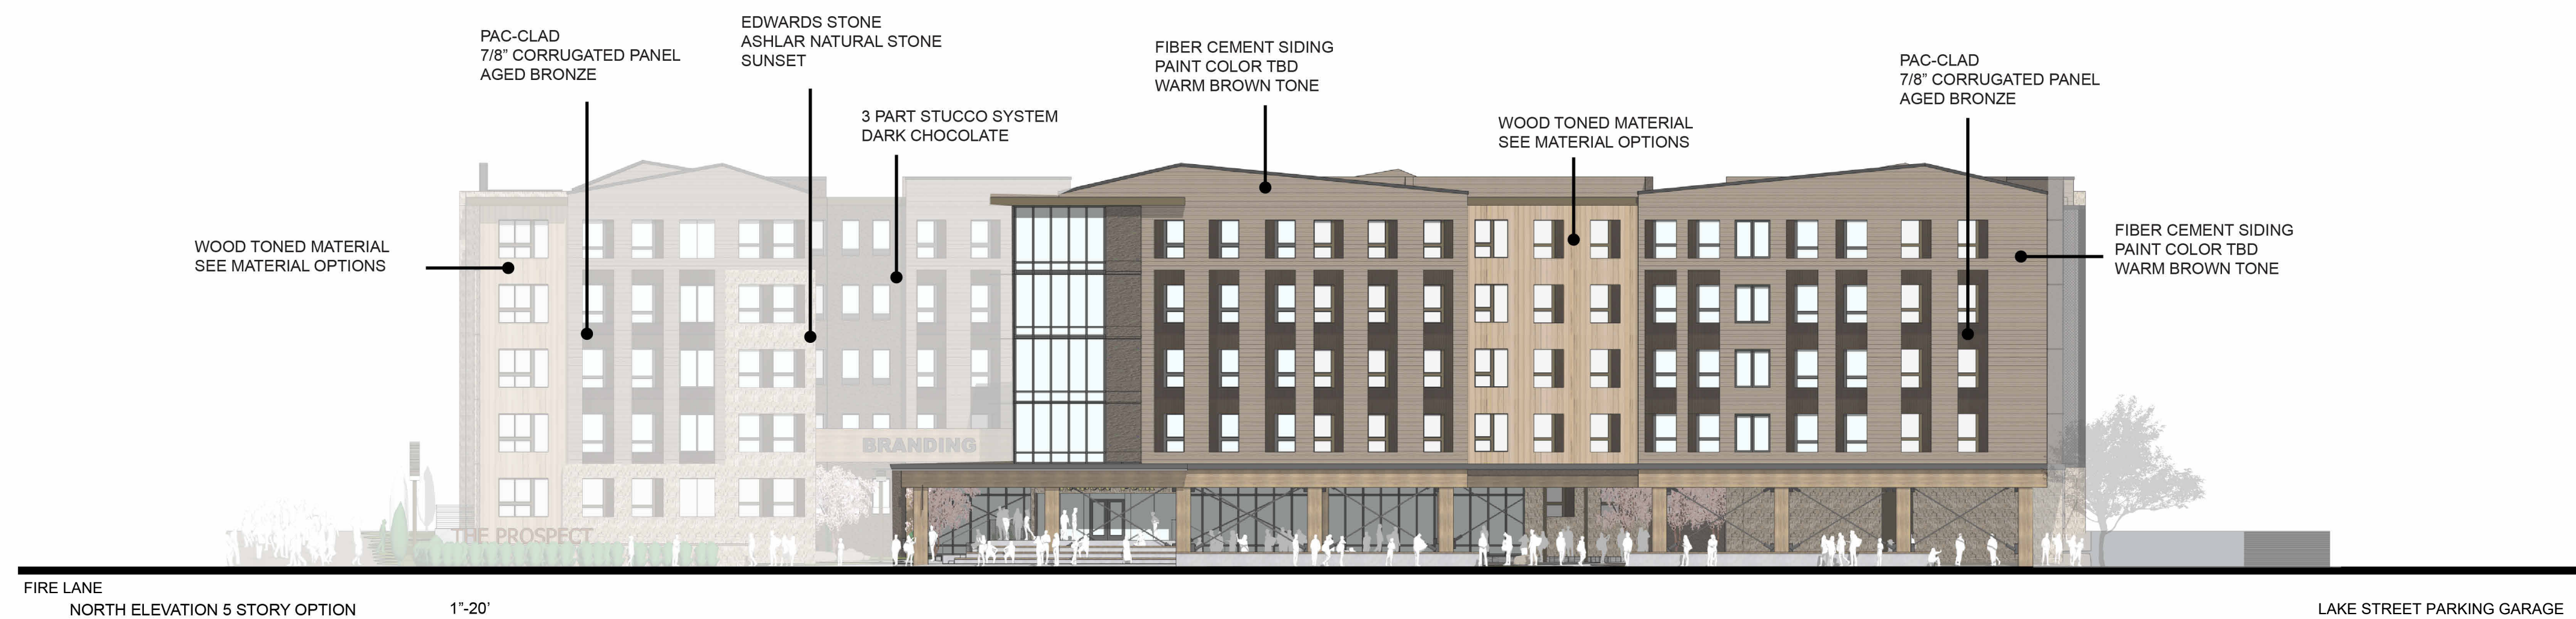 EDWARDS STONE
ASHLAR NATURAL STONE
SUNSET
PAC-CLAD
7/8” CORRUGATED PANEL
AGED BRONZE
FIBER CEMENT SIDING
PAINT COLOR TBD
WARM BROWN TONE
PAC-CLAD
7/8” CORRUGATED PANEL
AGED BRONZE
3 PART STUCCO SYSTEM
DARK CHOCOLATE
WOOD TONED MATERIAL
SEE MATERIAL OPTIONS
WOOD TONED MATERIAL
SEE MATERIAL OPTIONS
FIBER CEMENT SIDING
PAINT COLOR TBD
WARM BROWN TONE
BRANDING
THE PROSPECT
FIRE LANE
NORTH ELEVATION 5 STORY OPTION 1”-20’
LAKE STREET PARKING GARAGE